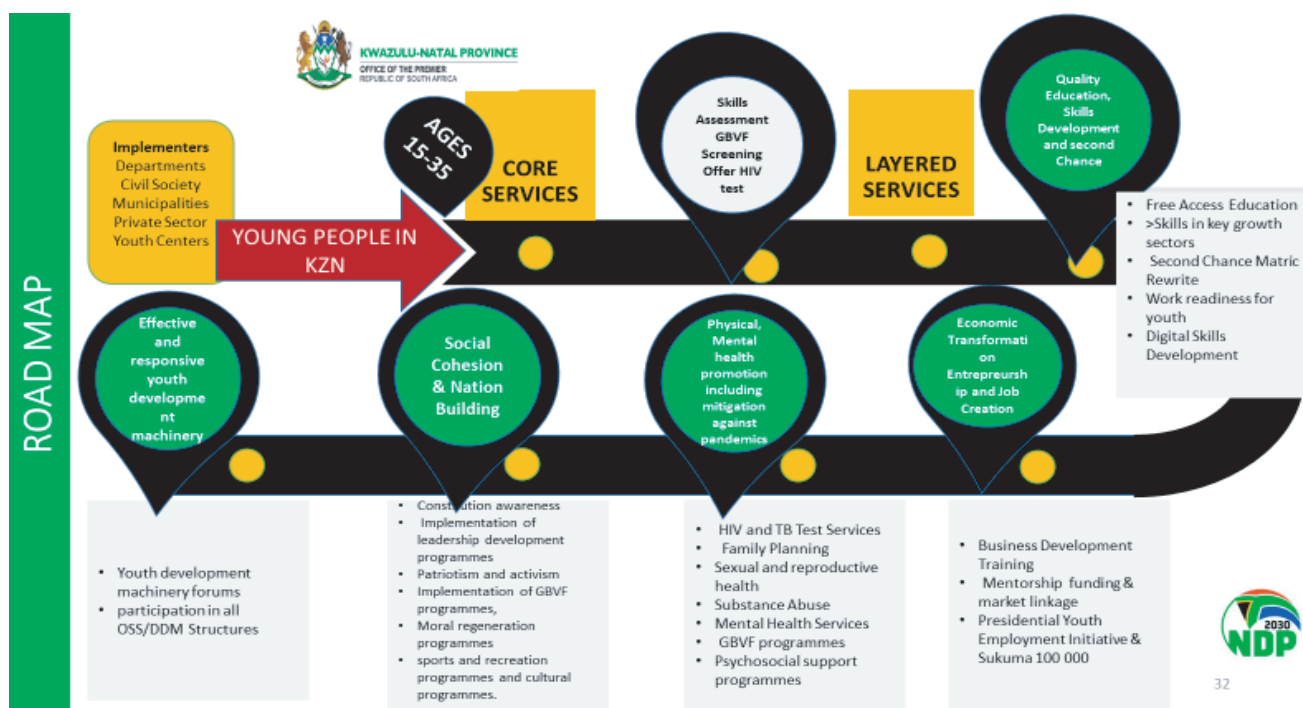 ROAD MAP
KWAZULU-NATAL PROVINCE
OFFICE OF THE PREMIER
REPUBLIC OF SOUTH AFRICA
Implementers
Departments
Civil Society
Municipalities
Private Sector
Youth Centers
YOUNG PEOPLE IN
KZN
AGES
15-35
CORE
SERVICES
Skills
Assessment
GBVF
Screening
Offer HIV
test
LAYERED
SERVICES
Quality
Education,
Skills
Development
and second
Chance
• Free Access Education
• >Skills in key growth
sectors
• Second Chance Matric
Rewrite
• Work readiness for
youth
• Digital Skills
Development
Effective
and
responsive
youth
developme
nt
machinery
Social
Cohesion
& Nation
Building
Physical,
Mental
health
promotion
including
mitigation
against
pandemics
Economic
Transformati
on
Entrepreursh
ip and Job
Creation
• Youth development
machinery forums
• participation in all
OSS/DDM Structures
• Constitution awareness
• Implementation of
leadership development
programmes
• Patriotism and activism
• Implementation of GBVF
programmes,
• Moral regeneration
programmes
• sports and recreation
programmes and cultural
programmes.
• HIV and TB Test Services
• Family Planning
• Sexual and reproductive
health
• Substance Abuse
• Mental Health Services
• GBVF programmes
• Psychosocial support
programmes
• Business Development
Training
• Mentorship funding &
market linkage
• Presidential Youth
Employment Initiative &
Sukuma 100 000
2030
NDP
32